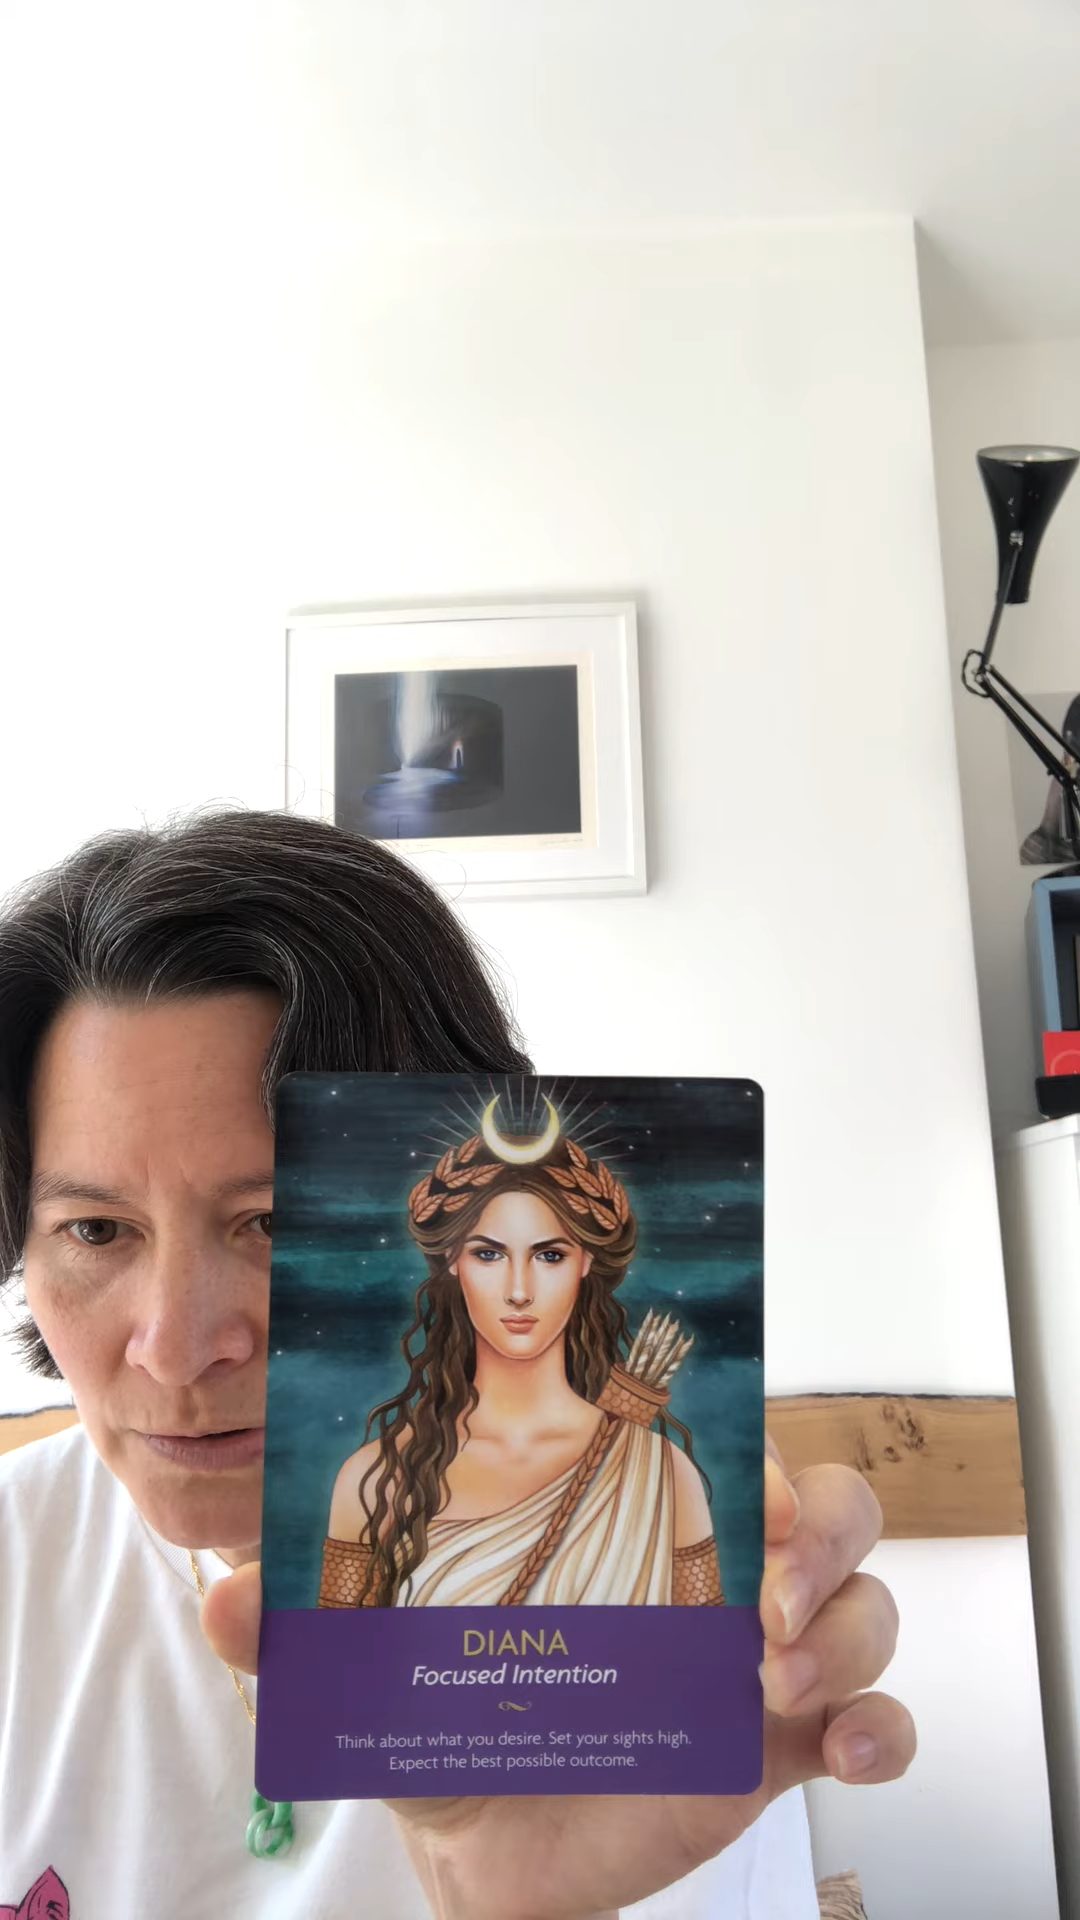 DIANA
Focused Intention
Think about what you desire. Set your sights high.
Expect the best possible outcome.